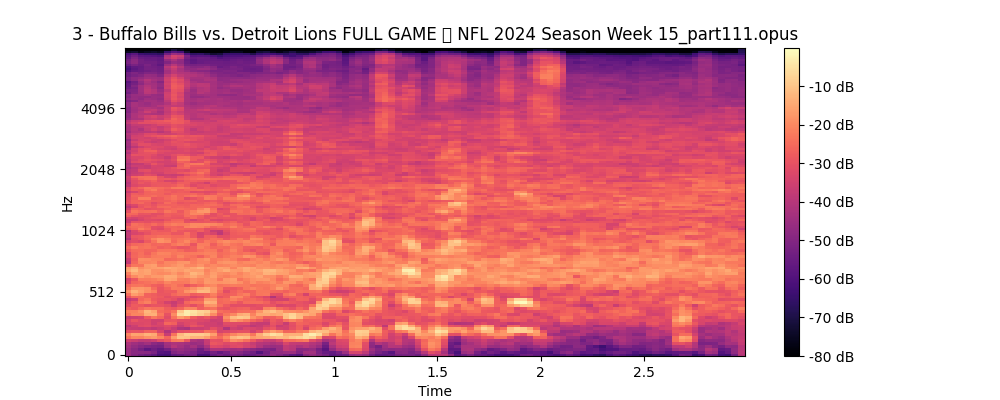 3 - Buffalo Bills vs. Detroit Lions FULL GAME ▯ NFL 2024 Season Week 15_part111.opus
Hz
4096
2048
1024
512
0
0 0.5 1 1.5 2 2.5
Time
-10 dB
-20 dB
-30 dB
-40 dB
-50 dB
-60 dB
-70 dB
-80 dB